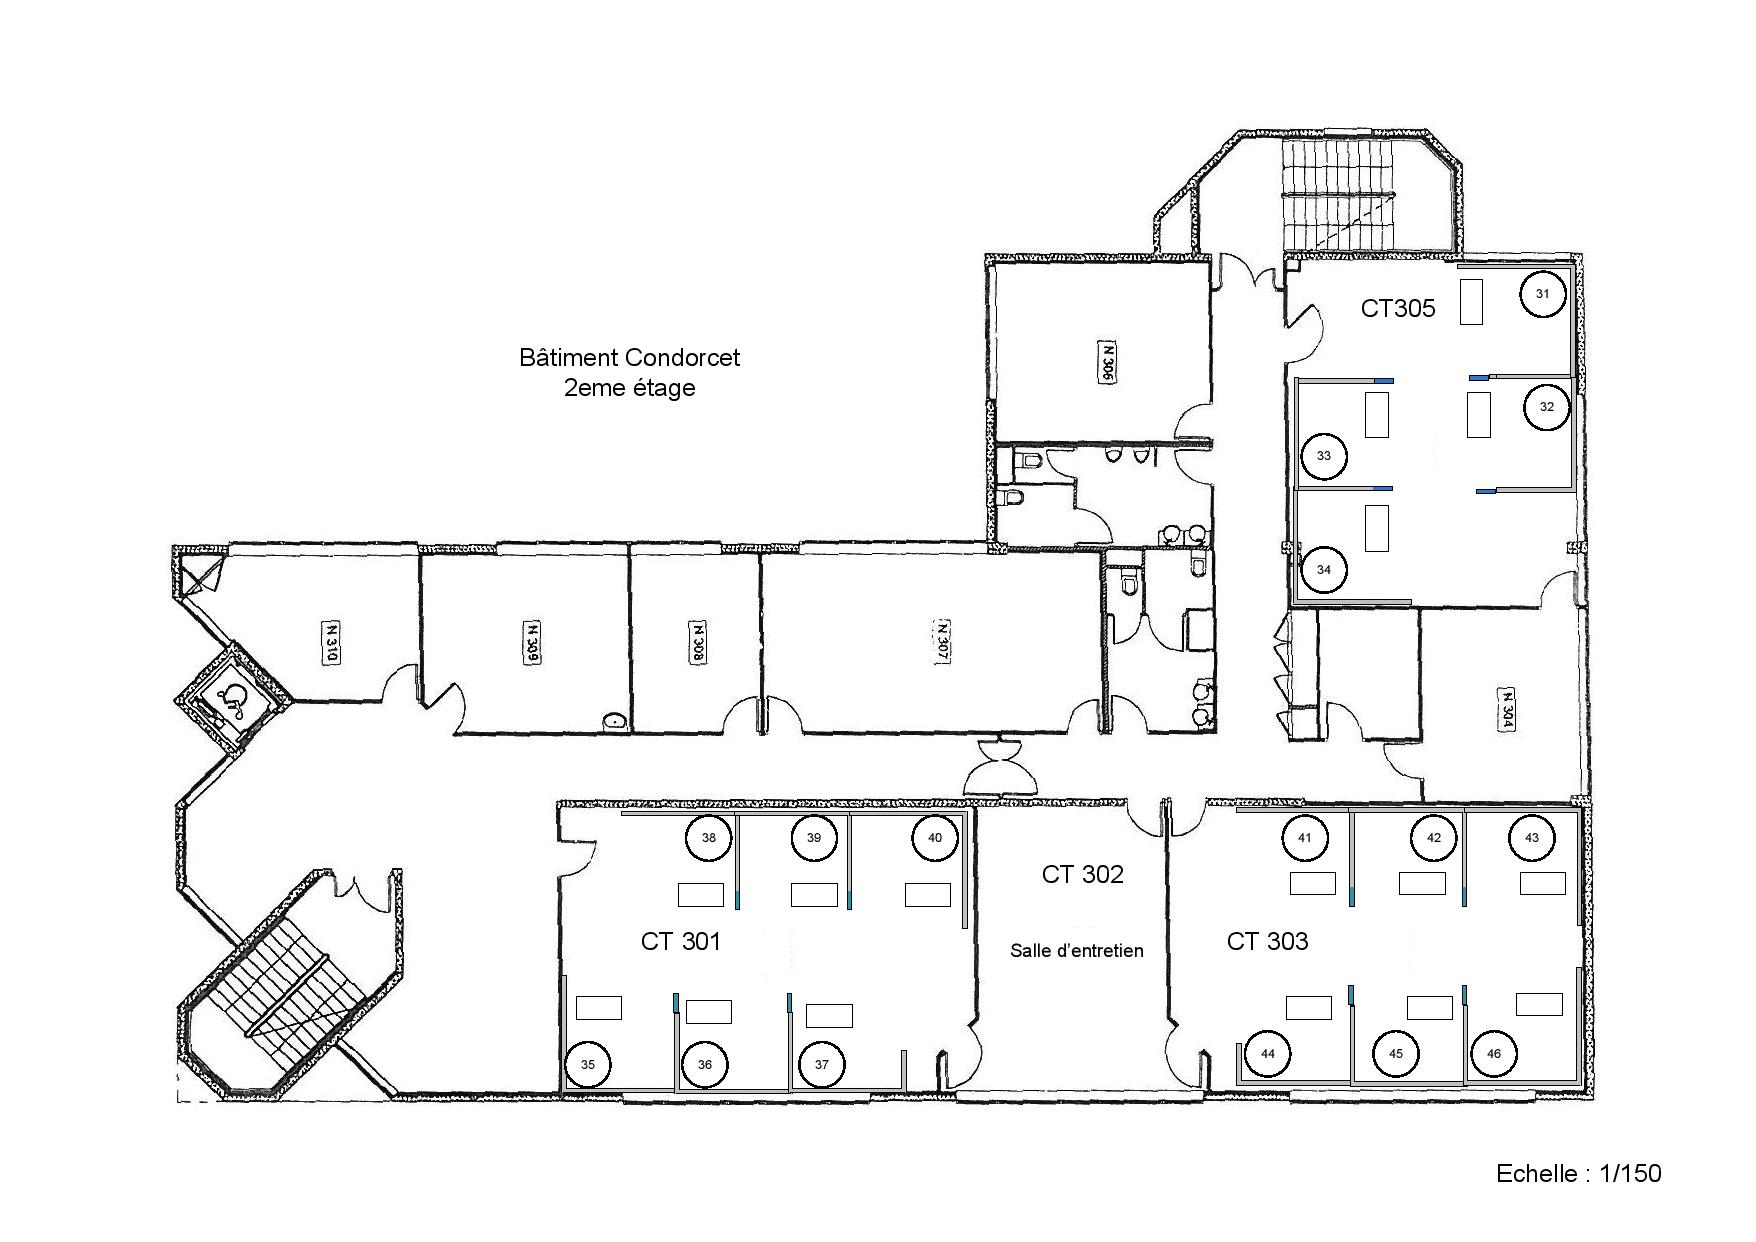 31
CT305
Bâtiment Condorcet
2eme étage
N 306
32
33
34
N 310
N 309
N 308
N 307
N 304
38
39
40
41
42
43
CT 302
CT 301
Salle d’entretien
CT 303
35
36
37
44
45
46
Echelle : 1/150